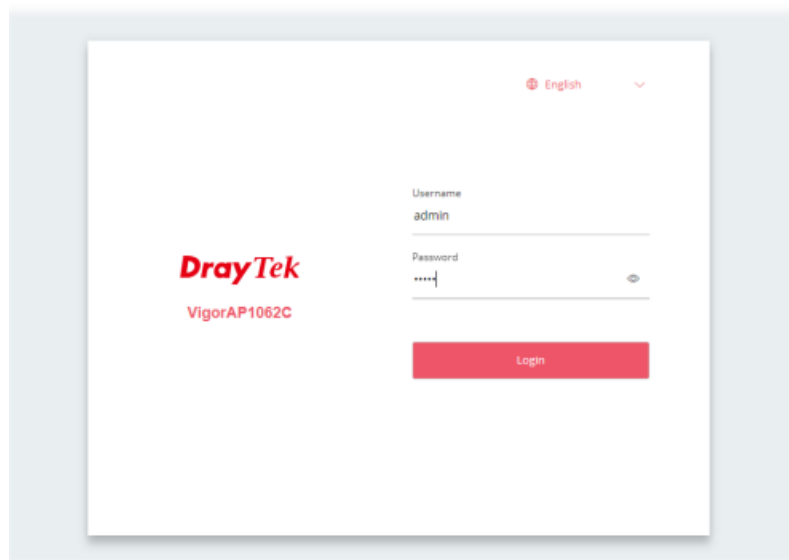 English
Username
admin
Password
•••••
DrayTek
VigorAP1062C
Login